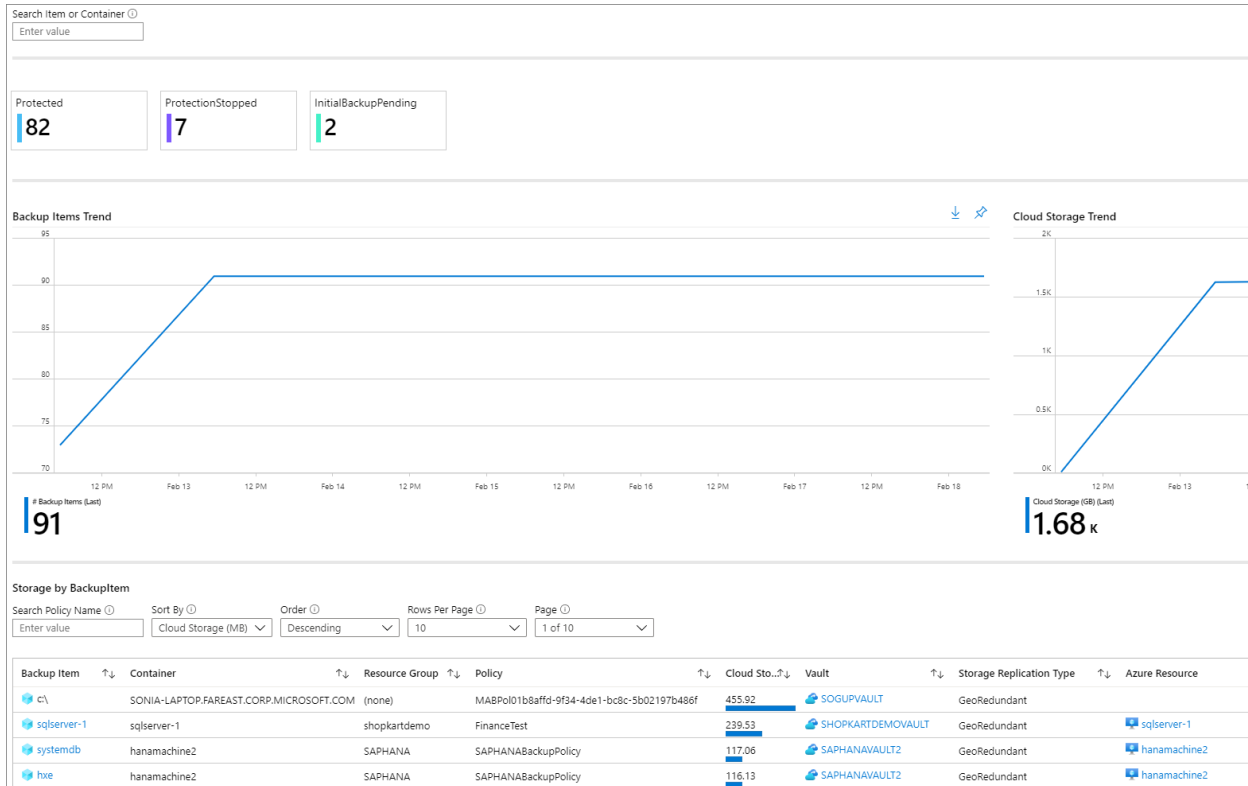 Search Item or Container
Enter value
Protected
82
ProtectionStopped
7
InitialBackupPending
2
Backup Items Trend
95
90
85
80
75
70
12 PM Feb 13 12 PM Feb 14 12 PM Feb 15 12 PM Feb 16 12 PM Feb 17 12 PM Feb 18
# Backup Items (Last)
91
Cloud Storage Trend
2K
1.5K
1K
0.5K
0K
12 PM Feb 13
Cloud Storage (GB) (Last)
1.68 K
Storage by BackupItem
Search Policy Name Sort By Order Rows Per Page Page
Enter value Cloud Storage (MB) Descending 10 1 of 10
Backup Item Container Resource Group Policy Cloud Sto... Vault Storage Replication Type Azure Resource
c:\ SONIA-LAPTOP.FAREAST.CORP.MICROSOFT.COM (none) MABPol01b8affd-9f34-4de1-bc8c-5b02197b486f 455.92 SOGUPVAULT GeoRedundant
sqlserver-1 sqlserver-1 shopkartdemo FinanceTest 239.53 SHOPKARTDEMOVAULT GeoRedundant sqlserver-1
systemdb hanamachine2 SAPHANA SAPHANABackupPolicy 117.06 SAPHANAVAULT2 GeoRedundant hanamachine2
hxe hanamachine2 SAPHANA SAPHANABackupPolicy 116.13 SAPHANAVAULT2 GeoRedundant hanamachine2